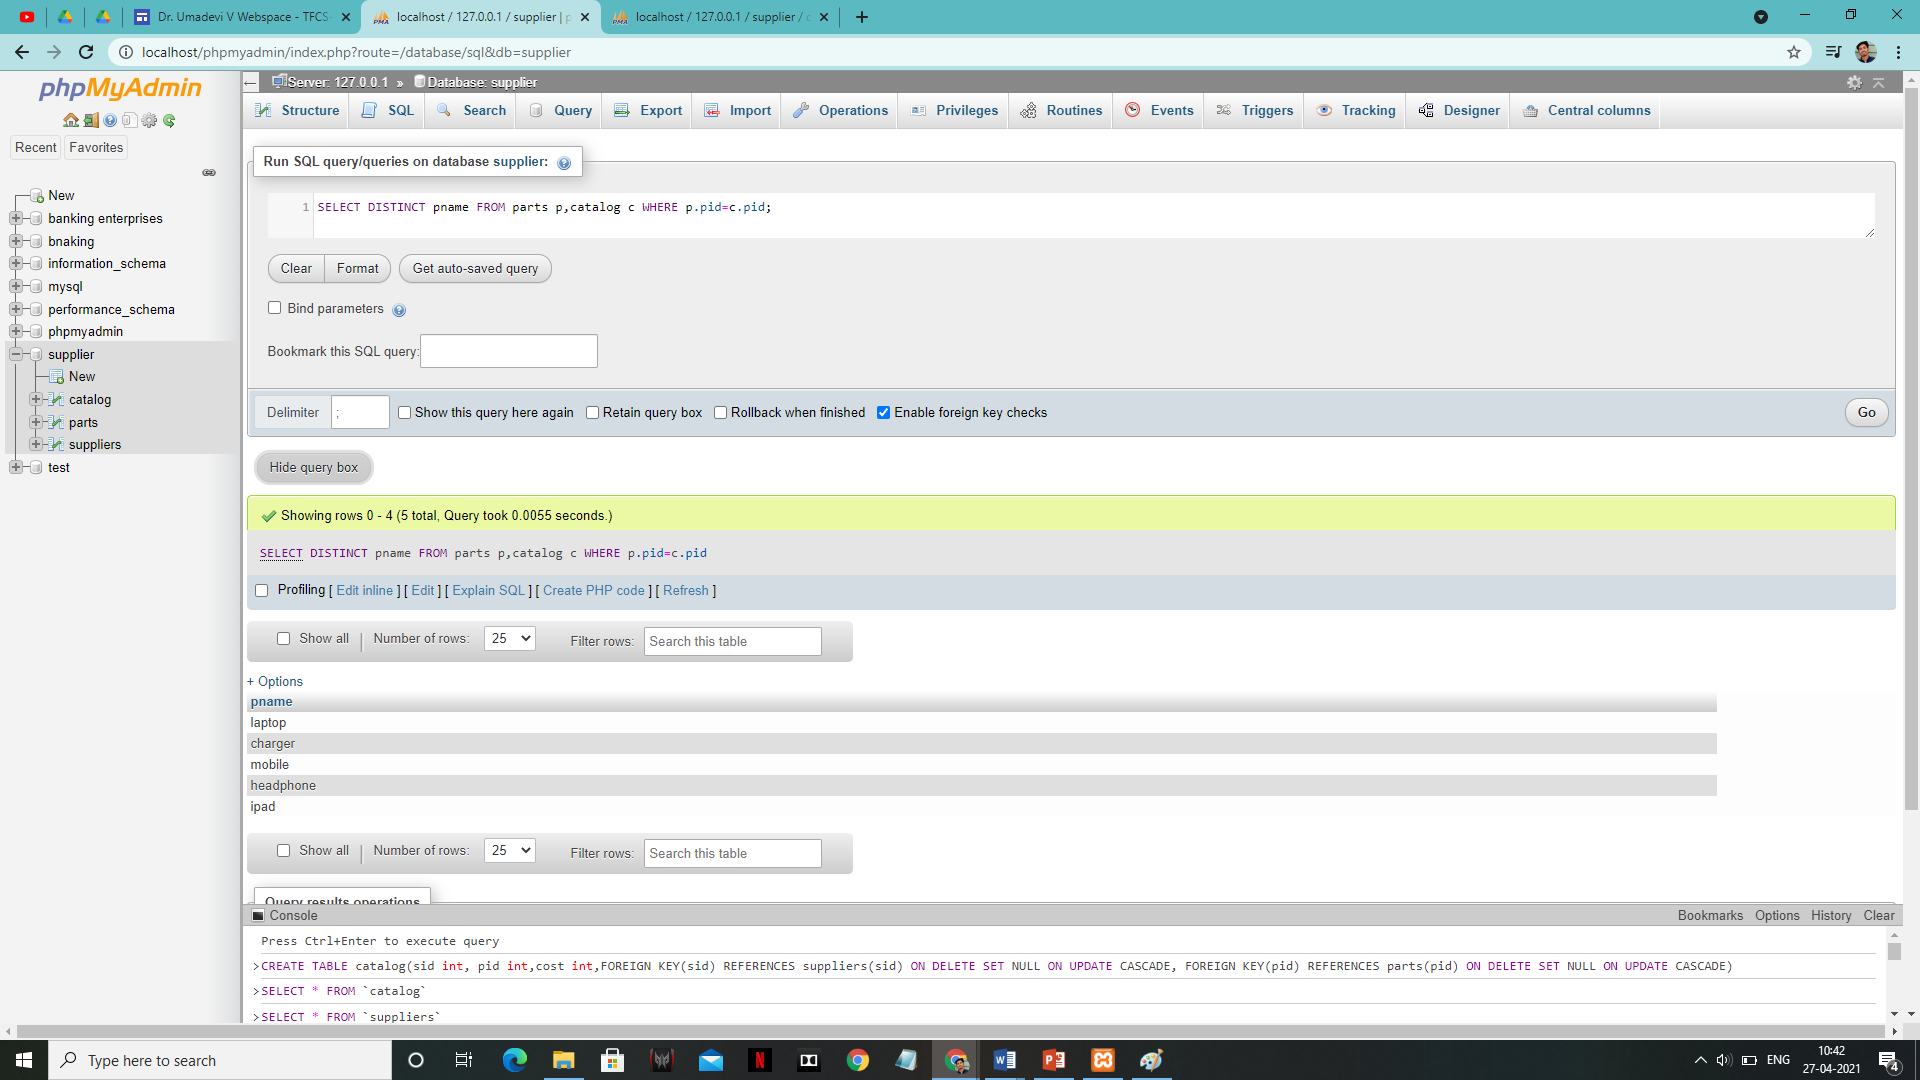 Dr. Umadevi V Webspace - TFCS
localhost / 127.0.0.1 / supplier | p
localhost / 127.0.0.1 / supplier / c
localhost/phpmyadmin/index.php?route=/database/sql&db=supplier
phpMyAdmin
Recent Favorites
New
banking enterprises
bnaking
information_schema
mysql
performance_schema
phpmyadmin
supplier
New
catalog
parts
suppliers
test
Server: 127.0.0.1 » Database: supplier
Structure SQL Search Query Export Import Operations Privileges Routines Events Triggers Tracking Designer Central columns
Run SQL query/queries on database supplier:
1 SELECT DISTINCT pname FROM parts p,catalog c WHERE p.pid=c.pid;
Clear Format Get auto-saved query
Bind parameters
Bookmark this SQL query:
Delimiter ; Show this query here again Retain query box Rollback when finished Enable foreign key checks Go
Hide query box
Showing rows 0 - 4 (5 total, Query took 0.0055 seconds.)
SELECT DISTINCT pname FROM parts p,catalog c WHERE p.pid=c.pid
Profiling [ Edit inline ] [ Edit ] [ Explain SQL ] [ Create PHP code ] [ Refresh ]
Show all | Number of rows: 25 Filter rows: Search this table
+ Options
pname
laptop
charger
mobile
headphone
ipad
Show all | Number of rows: 25 Filter rows: Search this table
Query results operations
Console Bookmarks Options History Clear
Press Ctrl+Enter to execute query
>CREATE TABLE catalog(sid int, pid int,cost int,FOREIGN KEY(sid) REFERENCES suppliers(sid) ON DELETE SET NULL ON UPDATE CASCADE, FOREIGN KEY(pid) REFERENCES parts(pid) ON DELETE SET NULL ON UPDATE CASCADE)
>SELECT * FROM `catalog`
>SELECT * FROM `suppliers`
Type here to search
ENG
10:42
27-04-2021
4